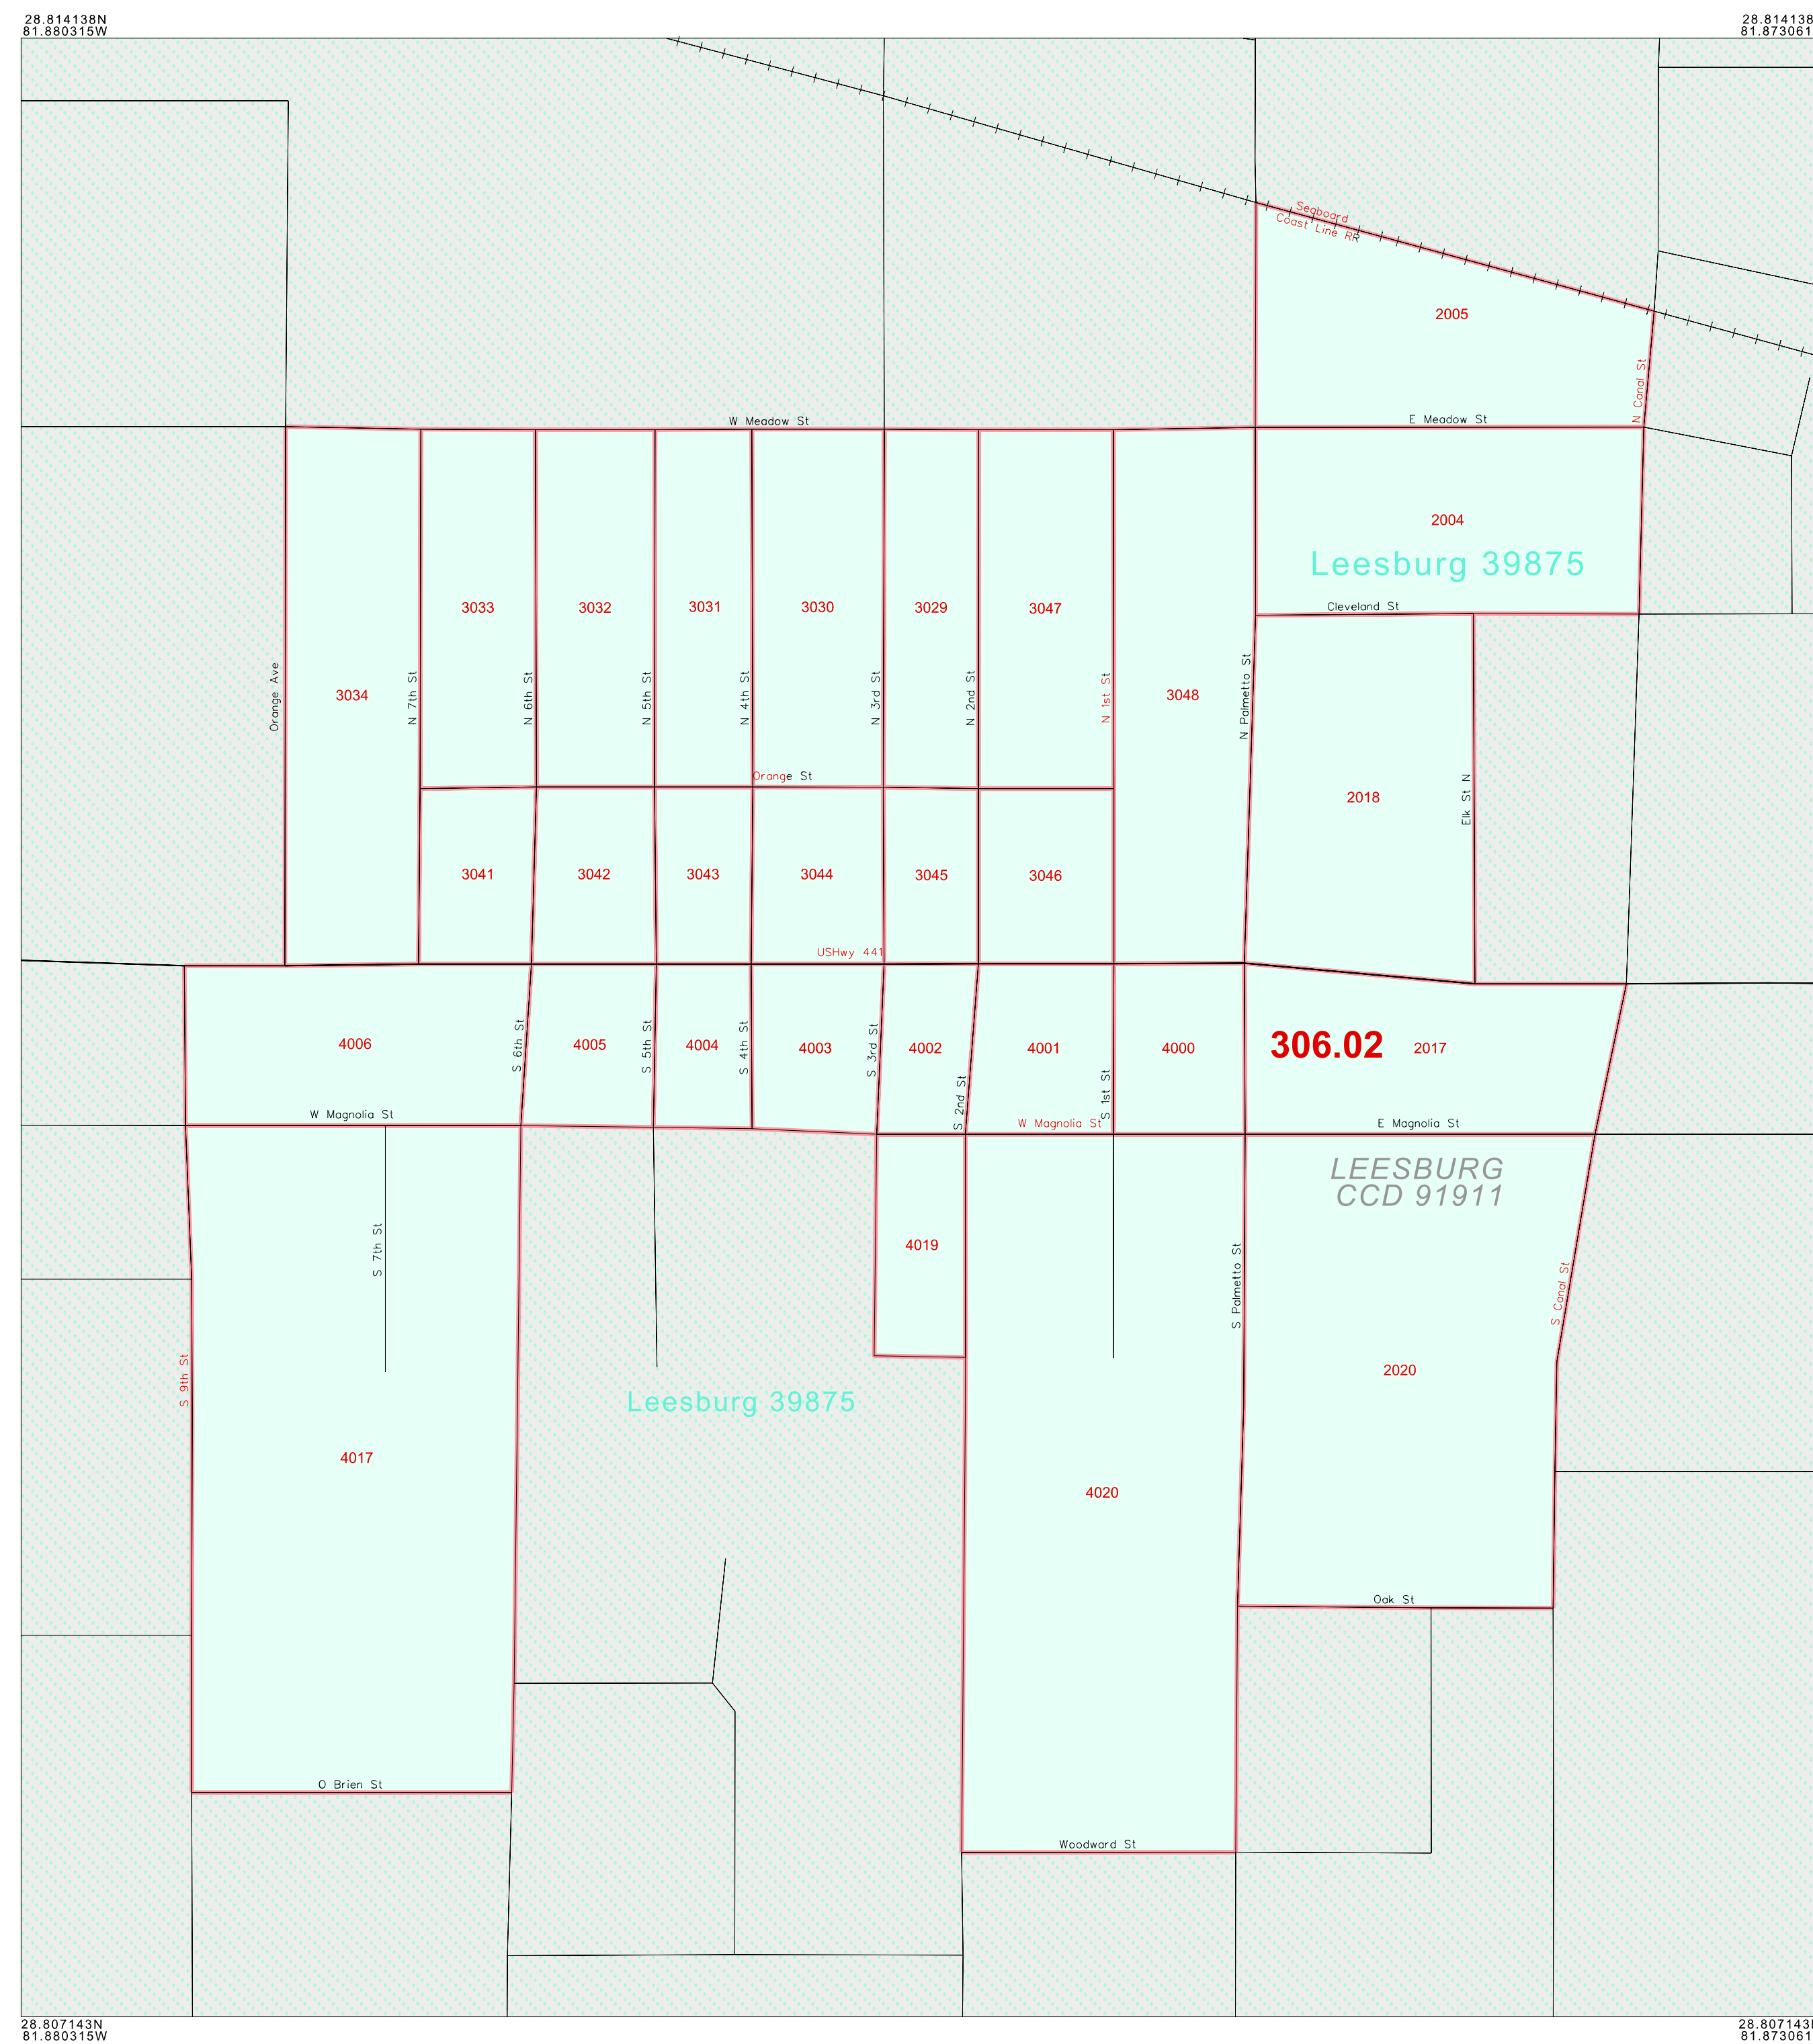 28.814138N
81.880315W
28.814138
81.873061
Seaboard
Coast Line RR
2005
N Canal St
W Meadow St
E Meadow St
2004
Leesburg 39875
Cleveland St
3033
3032
3031
3030
3029
3047
Orange Ave
3034
N 7th St
N 6th St
N 5th St
N 4th St
N 3rd St
N 2nd St
N 1st St
3048
N Palmetto St
Orange St
2018
Elk St N
3041
3042
3043
3044
3045
3046
USHwy 441
4006
S 6th St
4005
S 5th St
4004
S 4th St
4003
S 3rd St
4002
S 2nd St
4001
S 1st St
4000
306.02
2017
W Magnolia St
W Magnolia St
E Magnolia St
LEESBURG
CCD 91911
S 7th St
4019
S Palmetto St
S Canal St
S 9th St
2020
Leesburg 39875
4017
4020
Oak St
O Brien St
Woodward St
28.807143N
81.880315W
28.807143
81.873061